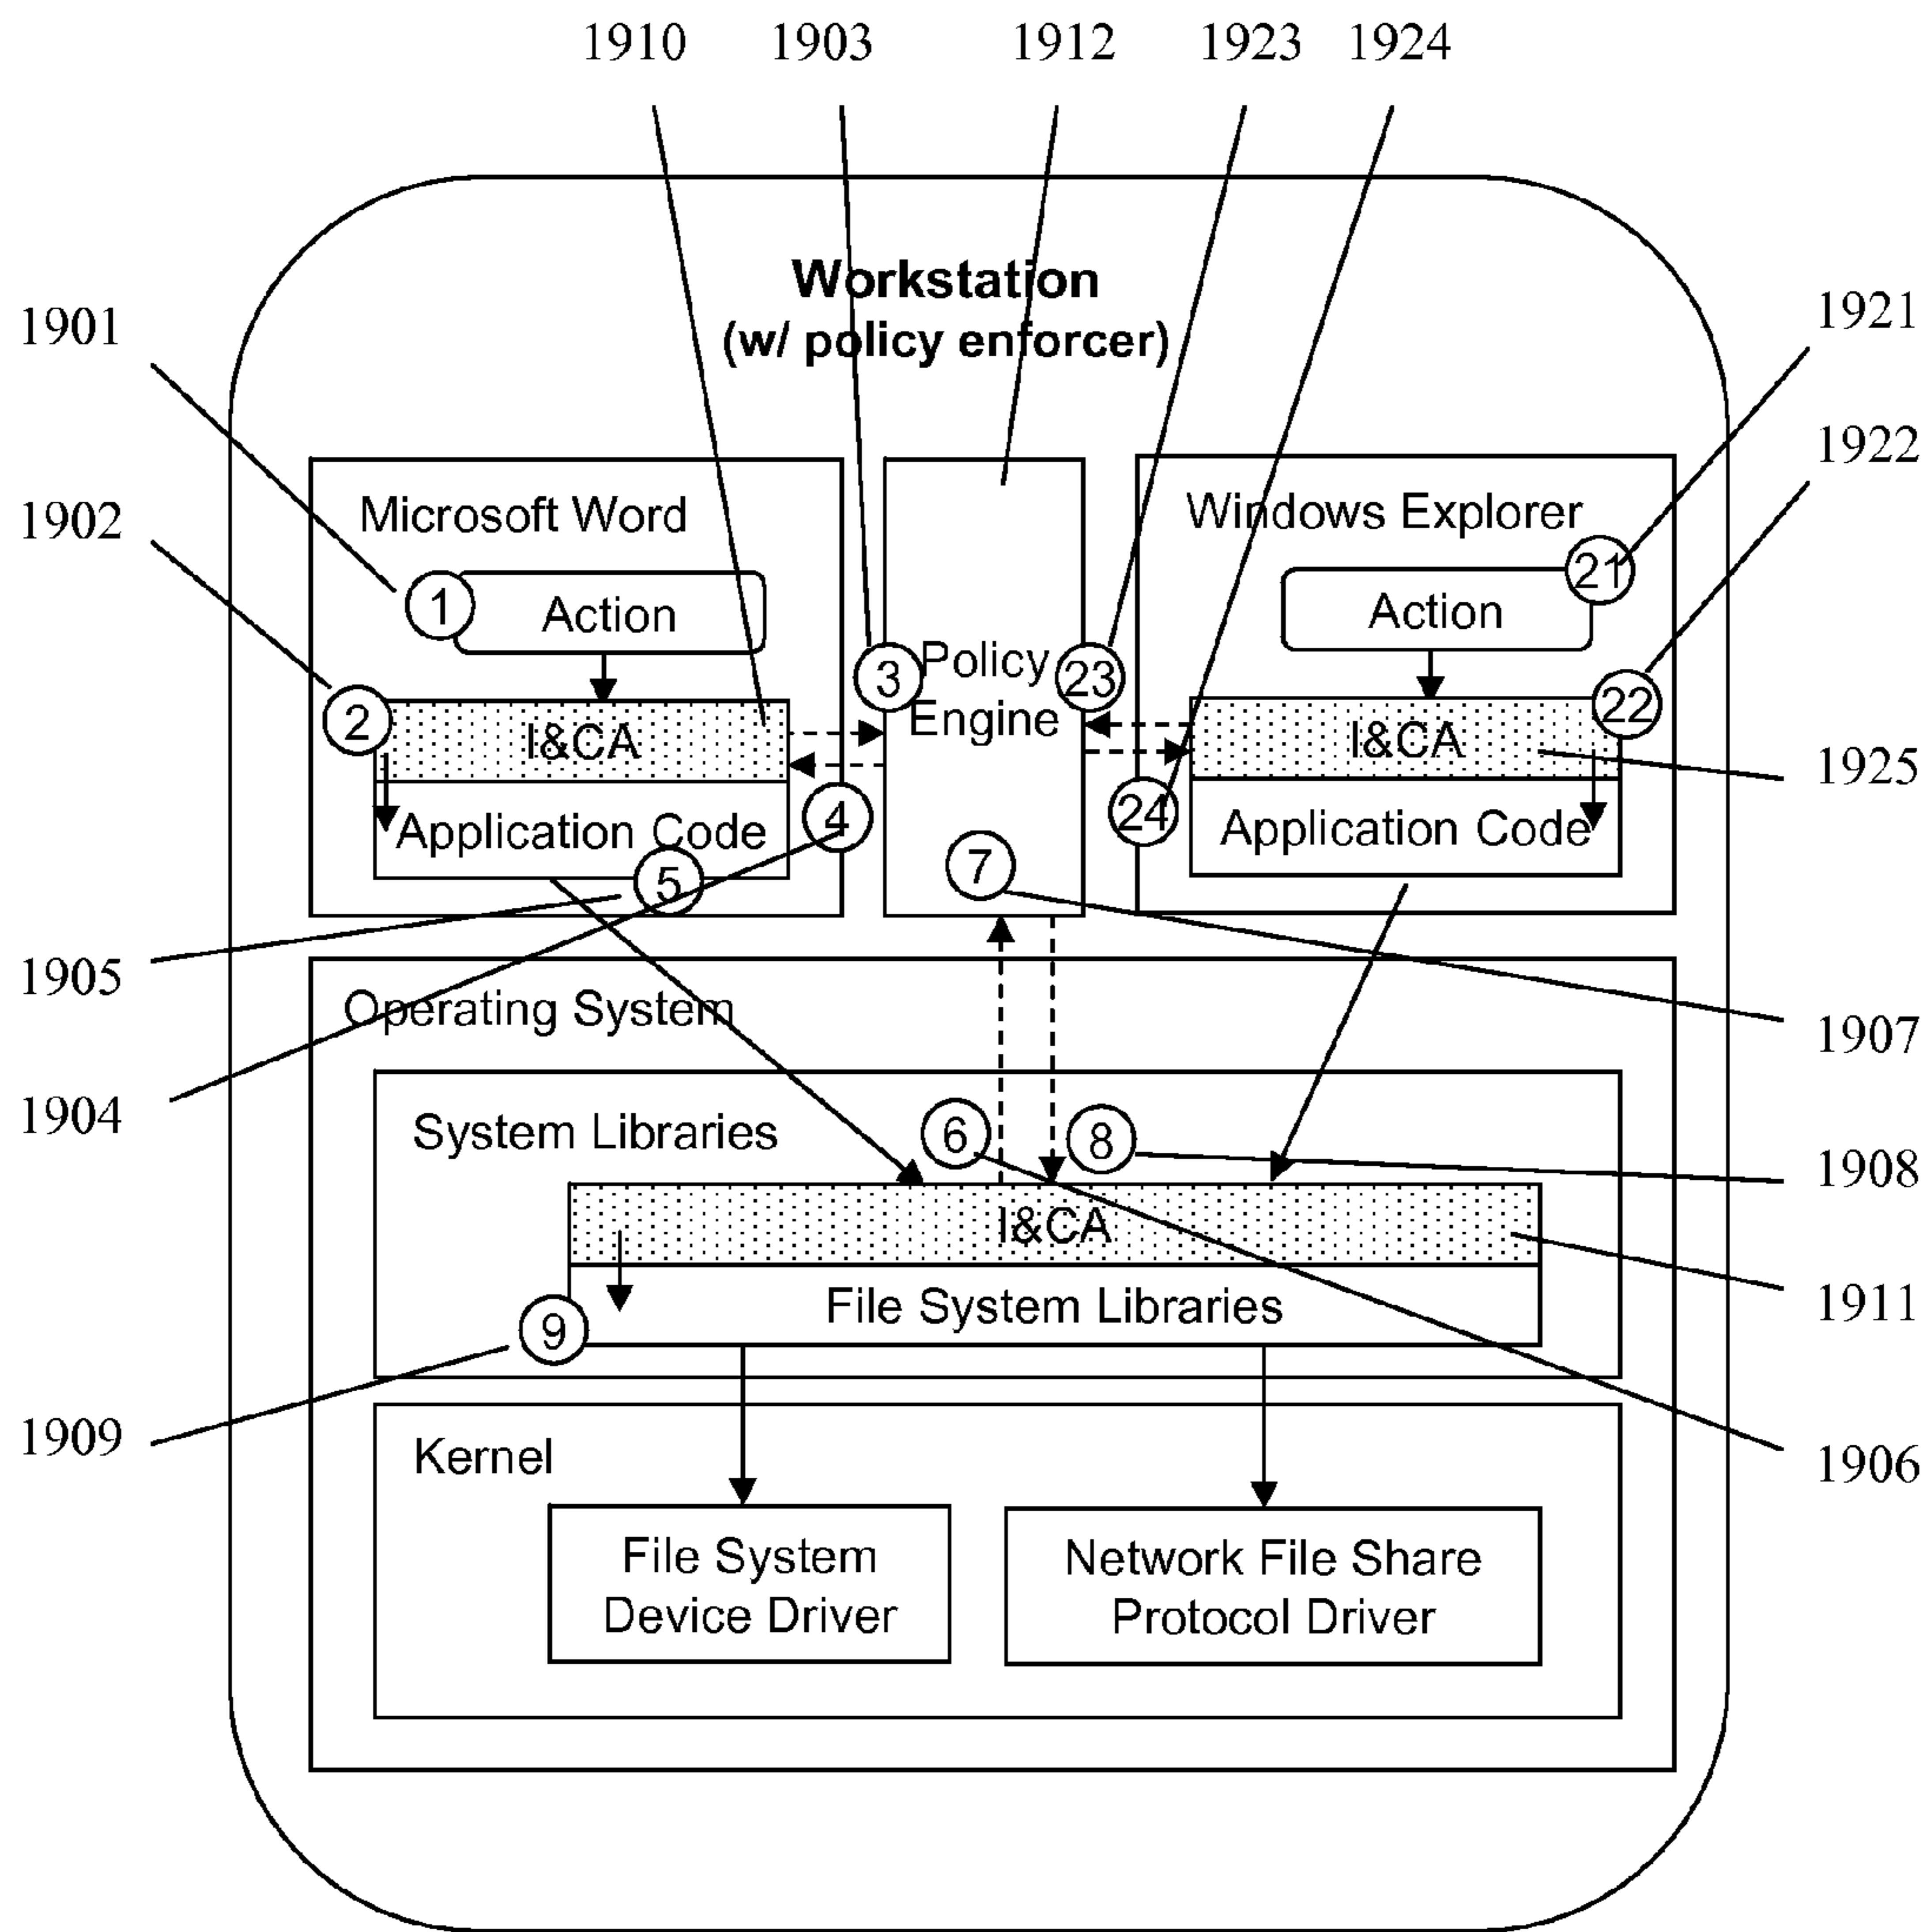 1910 1903 1912 1923 1924
Workstation
(w/ policy enforcer)
1901
1921
1922
1902
Microsoft Word
Windows Explorer
1
Action
21
Action
3
Policy
Engine
23
2
I&CA
22
I&CA
1925
4
24
Application Code
Application Code
5
7
1905
Operating System
1907
1904
System Libraries
6
8
1908
I&CA
1911
File System Libraries
9
1909
Kernel
1906
File System
Device Driver
Network File Share
Protocol Driver